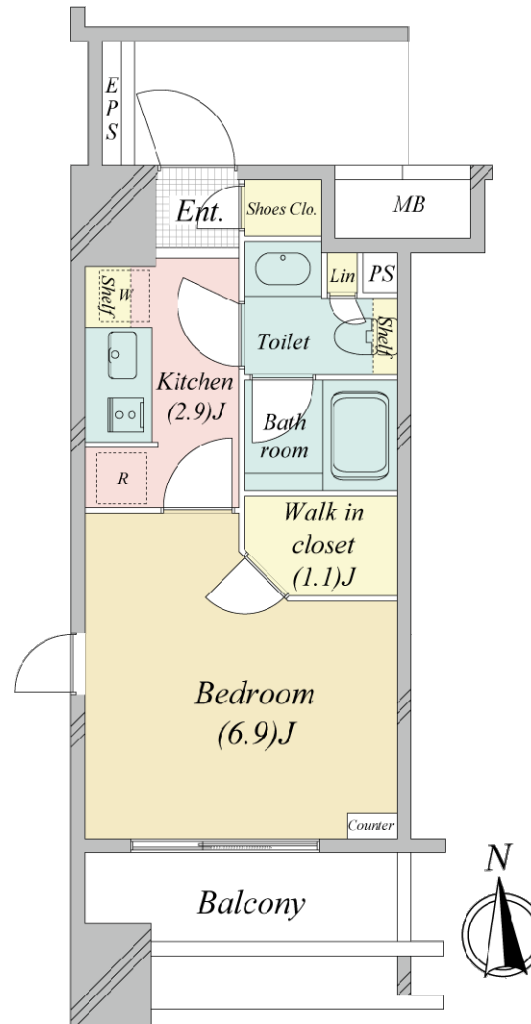 EPS
Ent.
Shoes Clo.
MB
Shelf
W
Lin
PS
Toilet
Shelf
Kitchen
(2.9)J
Bath
room
R
Walk in
closet
(1.1)J
Bedroom
(6.9)J
Counter
Balcony
N